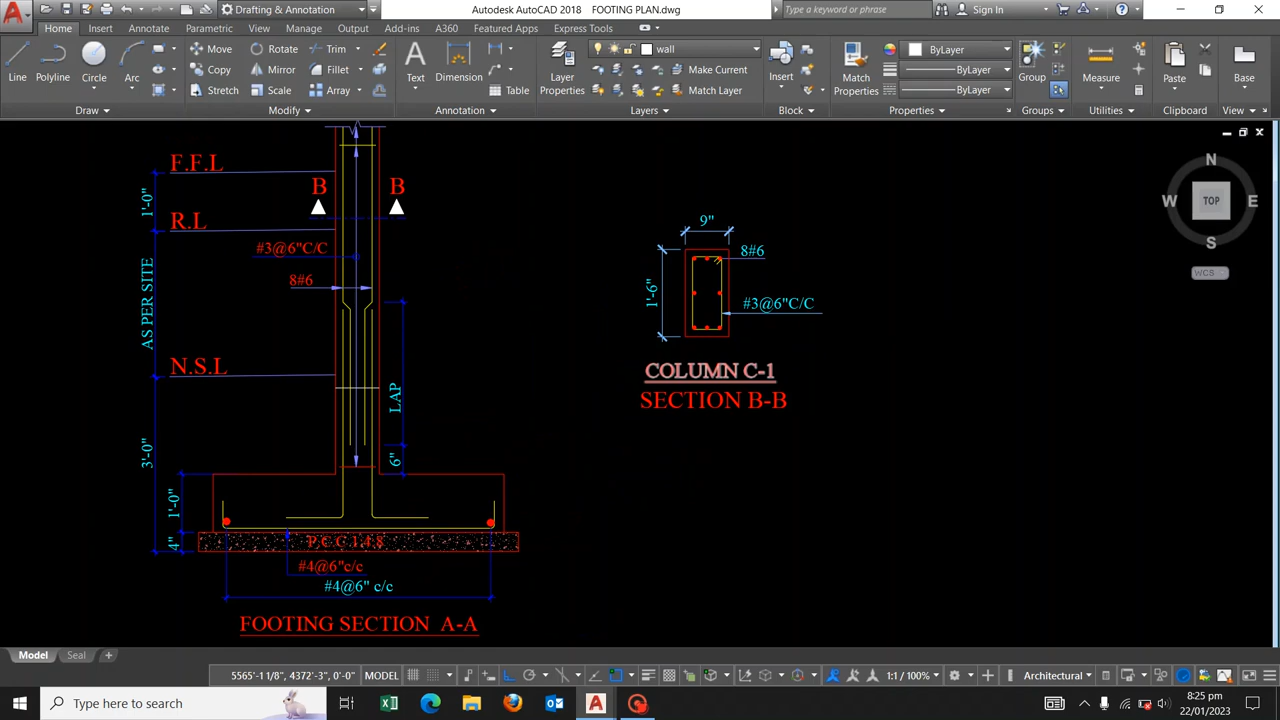 Drafting & Annotation
Autodesk AutoCAD 2018 FOOTING PLAN.dwg
Type a keyword or phrase
Sign In
Home Insert Annotate Parametric View Manage Output Add-ins A360 Featured Apps Express Tools
Line Polyline Circle Arc
Move Rotate Trim
Copy Mirror Fillet
Stretch Scale Array
Text Dimension Table
Layer Properties
wall
Make Current
Match Layer
Insert
Match Properties
ByLayer
ByLayer
ByLayer
Group
Measure
Paste
Base
Draw Modify Annotation Layers Block Properties Groups Utilities Clipboard View
F.F.L
1'-0"
B B
R.L
#3@6"C/C
8#6
AS PER SITE
N.S.L
LAP
3'-0"
6"
1'-0"
4"
P.C.C 1:4:8
#4@6"c/c
#4@6" c/c
FOOTING SECTION A-A
9"
8#6
1'-6"
#3@6"C/C
COLUMN C-1
SECTION B-B
N
W TOP E
S
WCS
Model Seal +
5565'-1 1/8", 4372'-3", 0'-0" MODEL
1:1 / 100%
Architectural
Type here to search
8:25 pm
22/01/2023